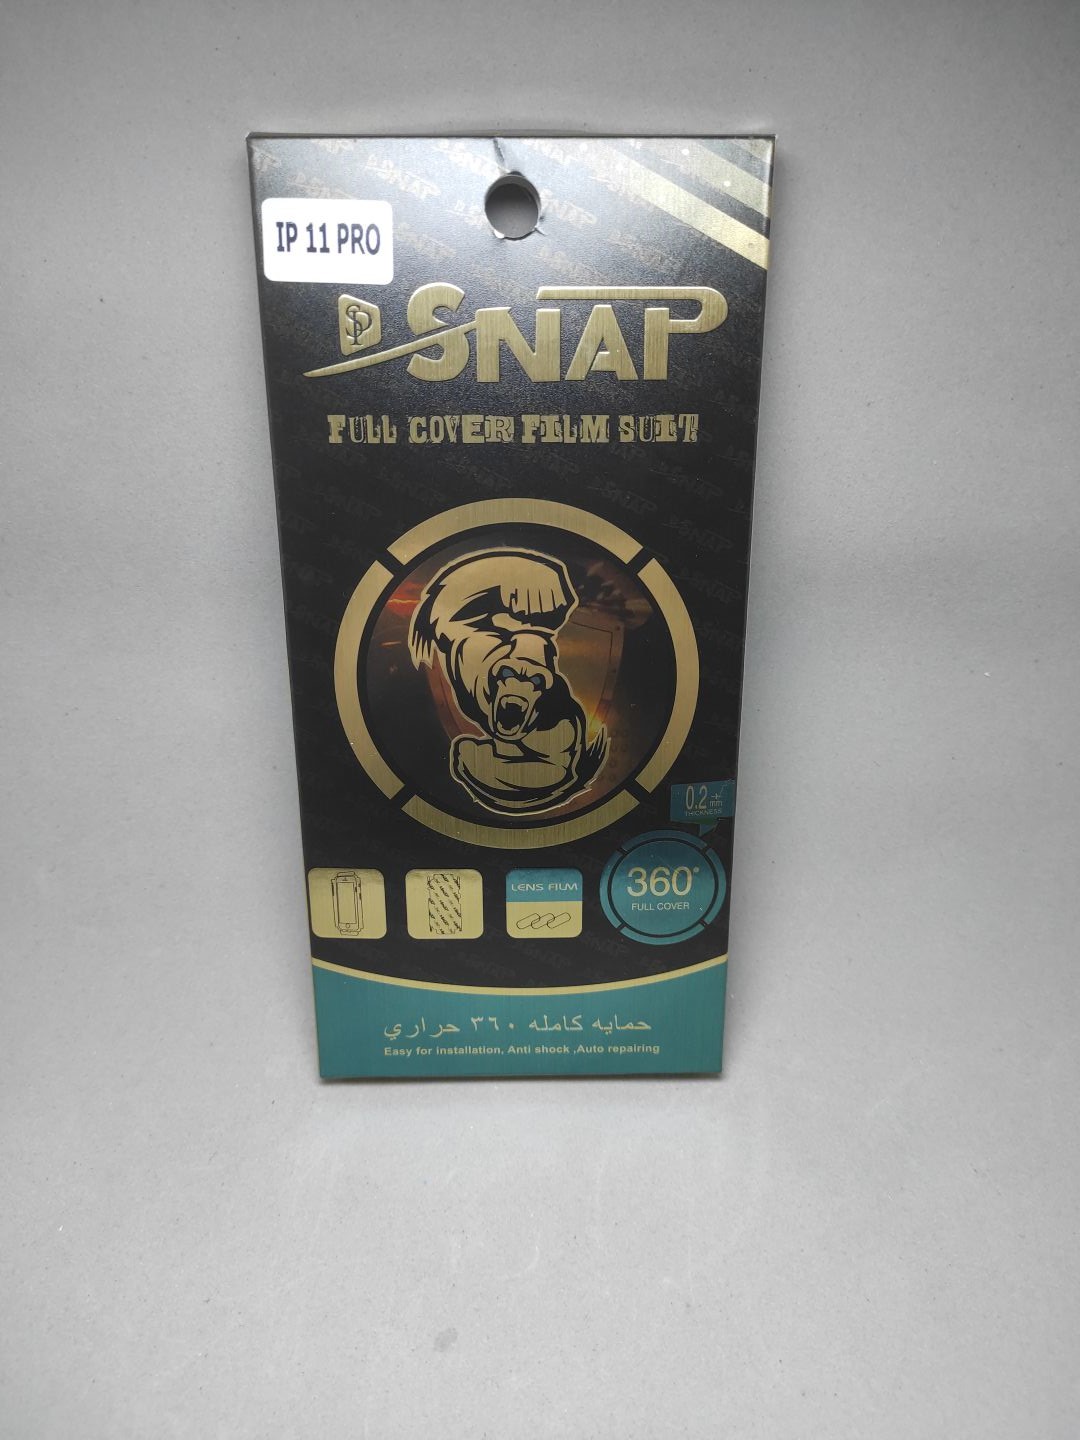 IP 11 PRO
SP
SNAP
FULL COVER FILM SUIT
0.2 mm
THICKNESS
LENS FILM
360°
FULL COVER
حمايه كامله ٣٦٠ حراري
Easy for installation, Anti shock ,Auto repairing